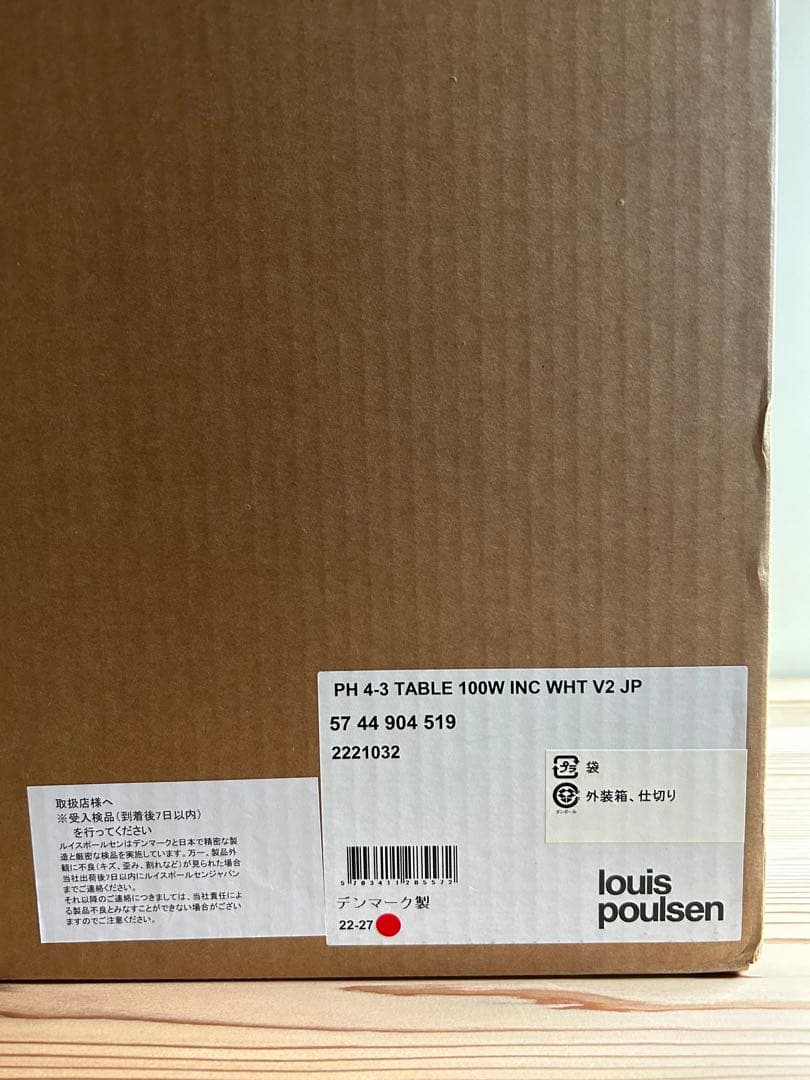 PH 4-3 TABLE 100W INC WHT V2 JP
57 44 904 519
2221032
プラ 袋
外装箱、仕切り
ダンボール
5703411285572
デンマーク製
22-27
louis
poulsen
取扱店様へ
※受入検品(到着後7日以内)
を行ってください
ルイスポールセンはデンマークと日本で精密な製
造と厳密な検品を実施しています。万一、製品外
観に不良(キズ、歪み、割れなど)が見られた場合
当社出荷後7日以内にルイスポールセンジャパン
までご連絡ください。
それ以降のご連絡につきましては、当社責任によ
る製品不良とみなすことができない場合がござい
ますのでご注意ください。